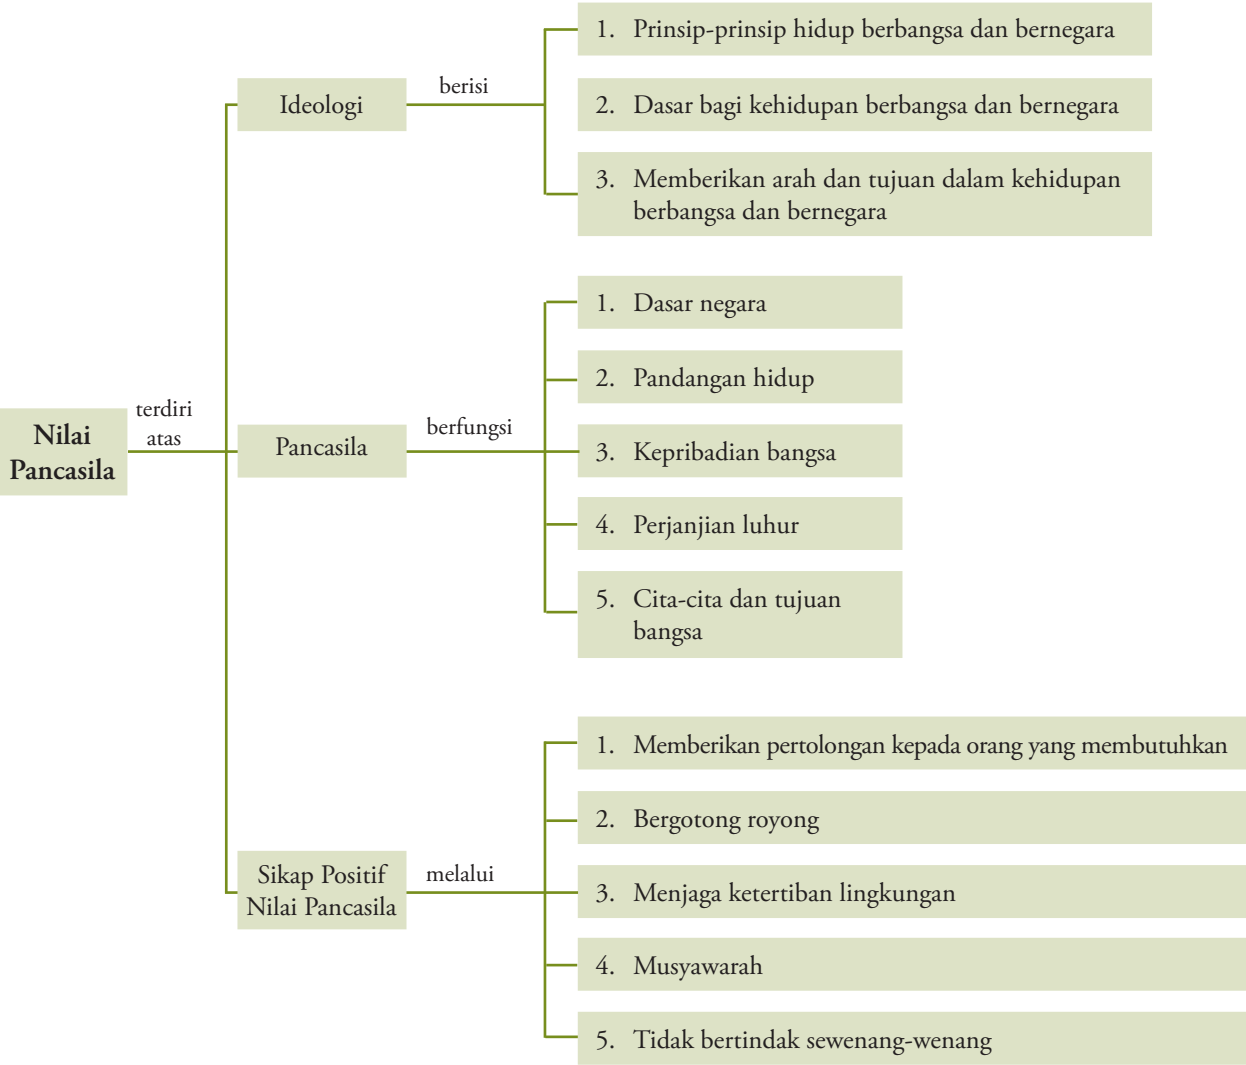 Nilai
Pancasila
terdiri
atas
Ideologi
berisi
1. Prinsip-prinsip hidup berbangsa dan bernegara
2. Dasar bagi kehidupan berbangsa dan bernegara
3. Memberikan arah dan tujuan dalam kehidupan
berbangsa dan bernegara
Pancasila
berfungsi
1. Dasar negara
2. Pandangan hidup
3. Kepribadian bangsa
4. Perjanjian luhur
5. Cita-cita dan tujuan
bangsa
Sikap Positif
Nilai Pancasila
melalui
1. Memberikan pertolongan kepada orang yang membutuhkan
2. Bergotong royong
3. Menjaga ketertiban lingkungan
4. Musyawarah
5. Tidak bertindak sewenang-wenang